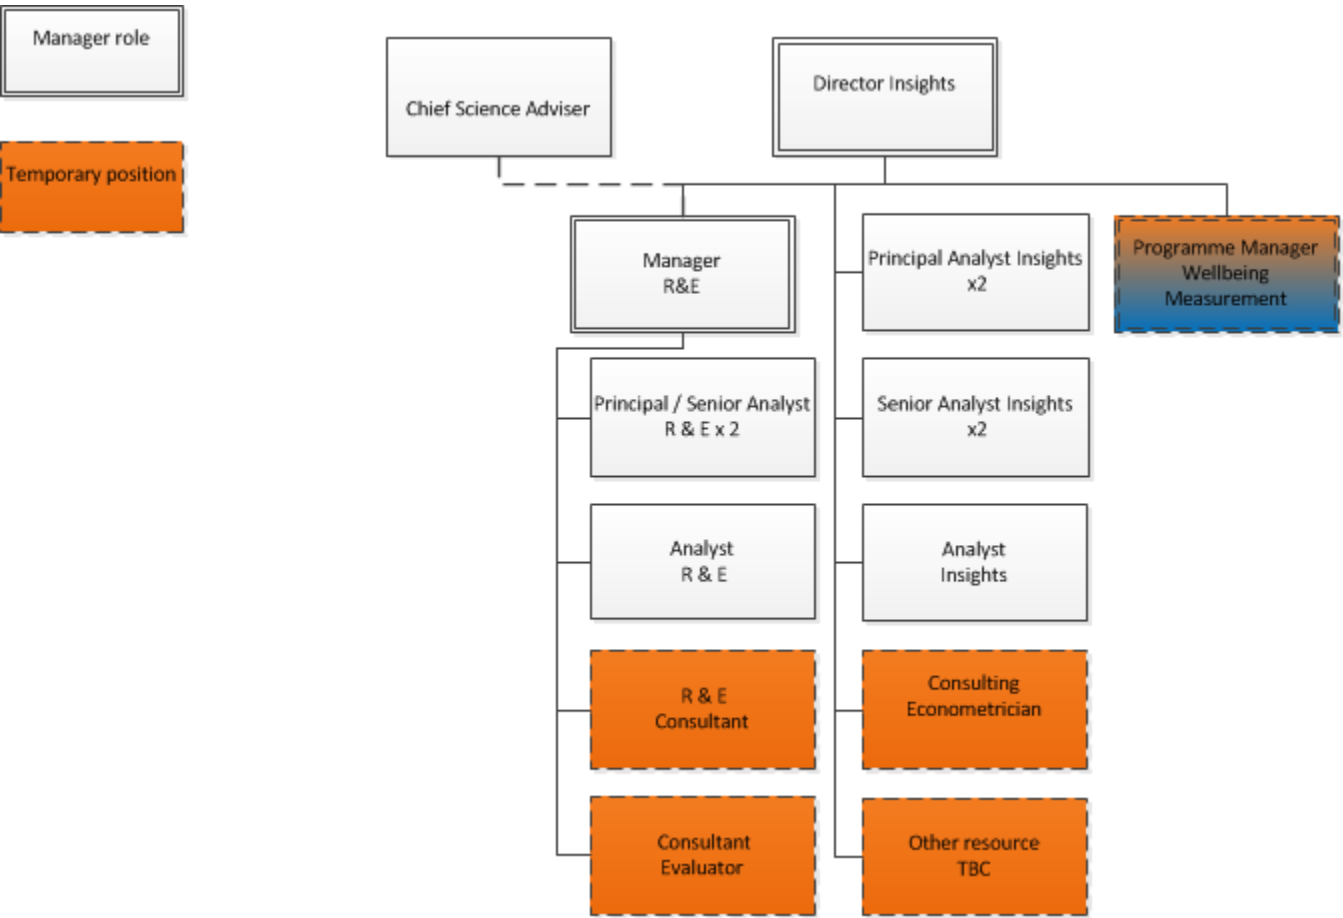 Manager role
Temporary position
Chief Science Adviser
Director Insights
Manager
R&E
Principal Analyst Insights
x2
Programme Manager
Wellbeing
Measurement
Principal / Senior Analyst
R & E x 2
Senior Analyst Insights
x2
Analyst
R & E
Analyst
Insights
R & E
Consultant
Consulting
Econometrician
Consultant
Evaluator
Other resource
TBC